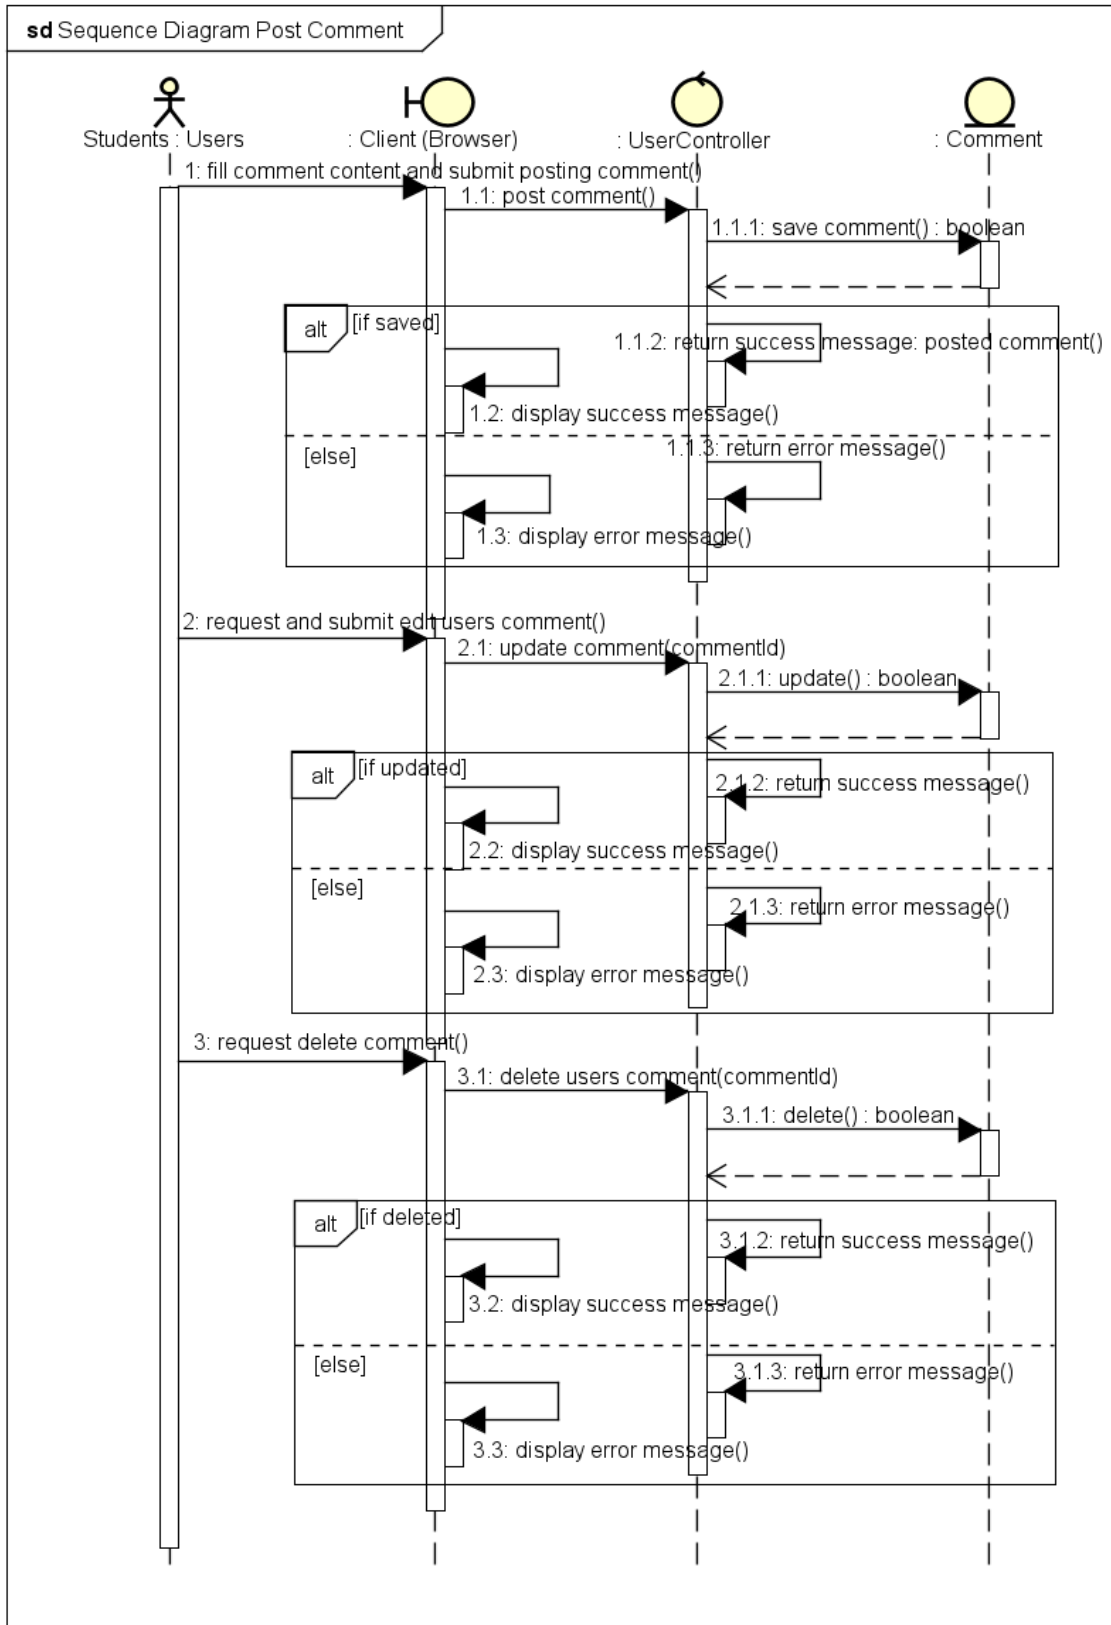 sd Sequence Diagram Post Comment
Students : Users
: Client (Browser)
: UserController
: Comment
1: fill comment content and submit posting comment()
1.1: post comment()
1.1.1: save comment() : boolean
alt
[if saved]
1.1.2: return success message: posted comment()
1.2: display success message()
[else]
1.1.3: return error message()
1.3: display error message()
2: request and submit edit users comment()
2.1: update comment(commentId)
2.1.1: update() : boolean
alt
[if updated]
2.1.2: return success message()
2.2: display success message()
[else]
2.1.3: return error message()
2.3: display error message()
3: request delete comment()
3.1: delete users comment(commentId)
3.1.1: delete() : boolean
alt
[if deleted]
3.1.2: return success message()
3.2: display success message()
[else]
3.1.3: return error message()
3.3: display error message()